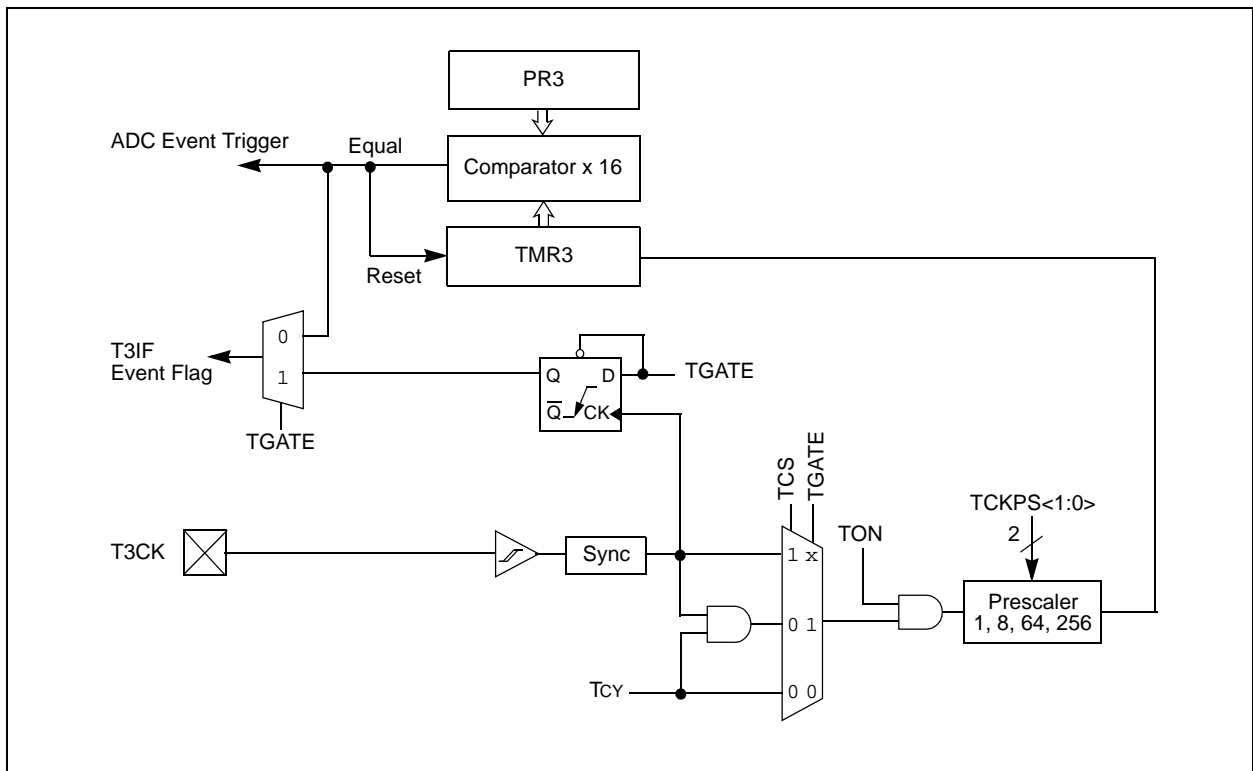 PR3
ADC Event Trigger
Equal
Comparator x 16
TMR3
Reset
0
T3IF
Event Flag
1
Q
D
TGATE
Q̅
CK
TGATE
TCS
TGATE
TCKPS<1:0>
2
TON
T3CK
Sync
1 x
Prescaler
1, 8, 64, 256
0 1
TCY
0 0